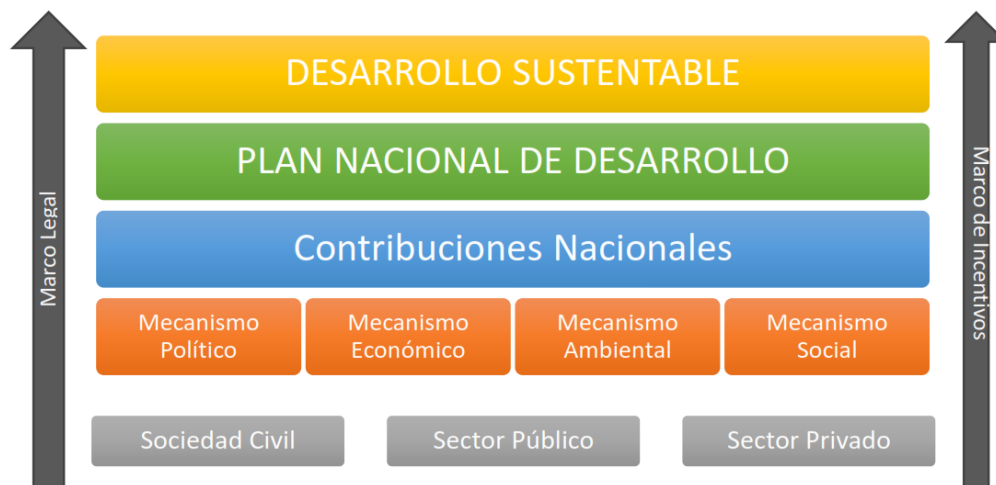 DESARROLLO SUSTENTABLE
PLAN NACIONAL DE DESARROLLO
Contribuciones Nacionales
Mecanismo
Político
Mecanismo
Económico
Mecanismo
Ambiental
Mecanismo
Social
Sociedad Civil
Sector Público
Sector Privado
Marco Legal
Marco de Incentivos